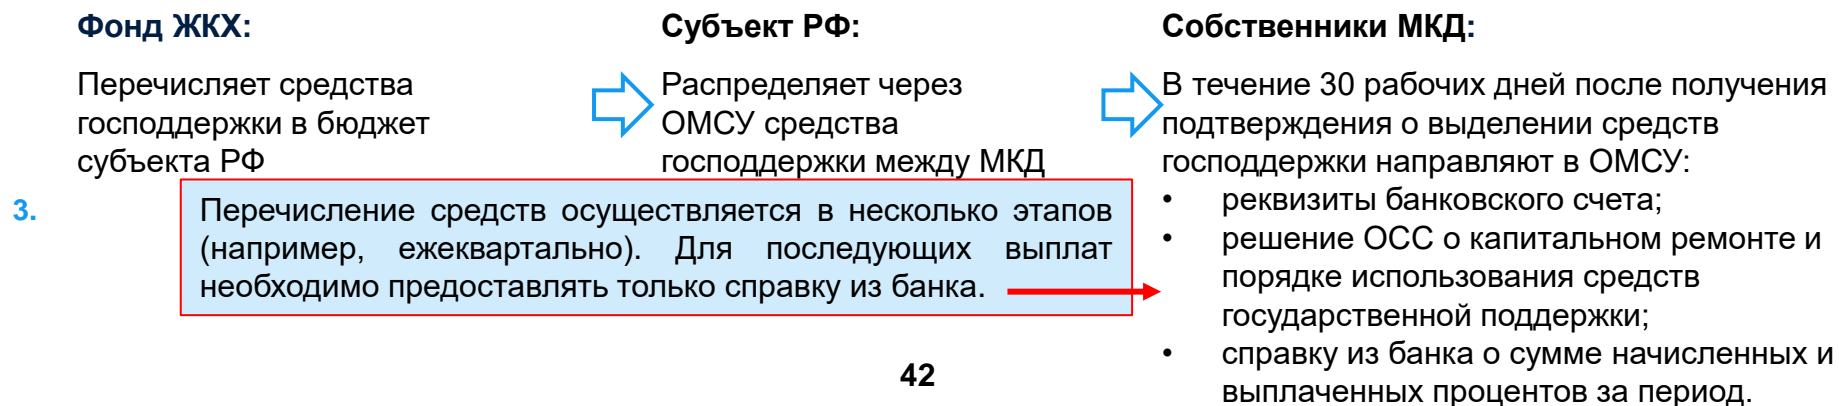 Фонд ЖКХ:
Перечисляет средства
господдержки в бюджет
субъекта РФ
Субъект РФ:
Распределяет через
ОМСУ средства
господдержки между МКД
Собственники МКД:
В течение 30 рабочих дней после получения
подтверждения о выделении средств
господдержки направляют в ОМСУ:
• реквизиты банковского счета;
• решение ОСС о капитальном ремонте и
порядке использования средств
государственной поддержки;
• справку из банка о сумме начисленных и
выплаченных процентов за период.
3.
Перечисление средств осуществляется в несколько этапов
(например, ежеквартально). Для последующих выплат
необходимо предоставлять только справку из банка.
42